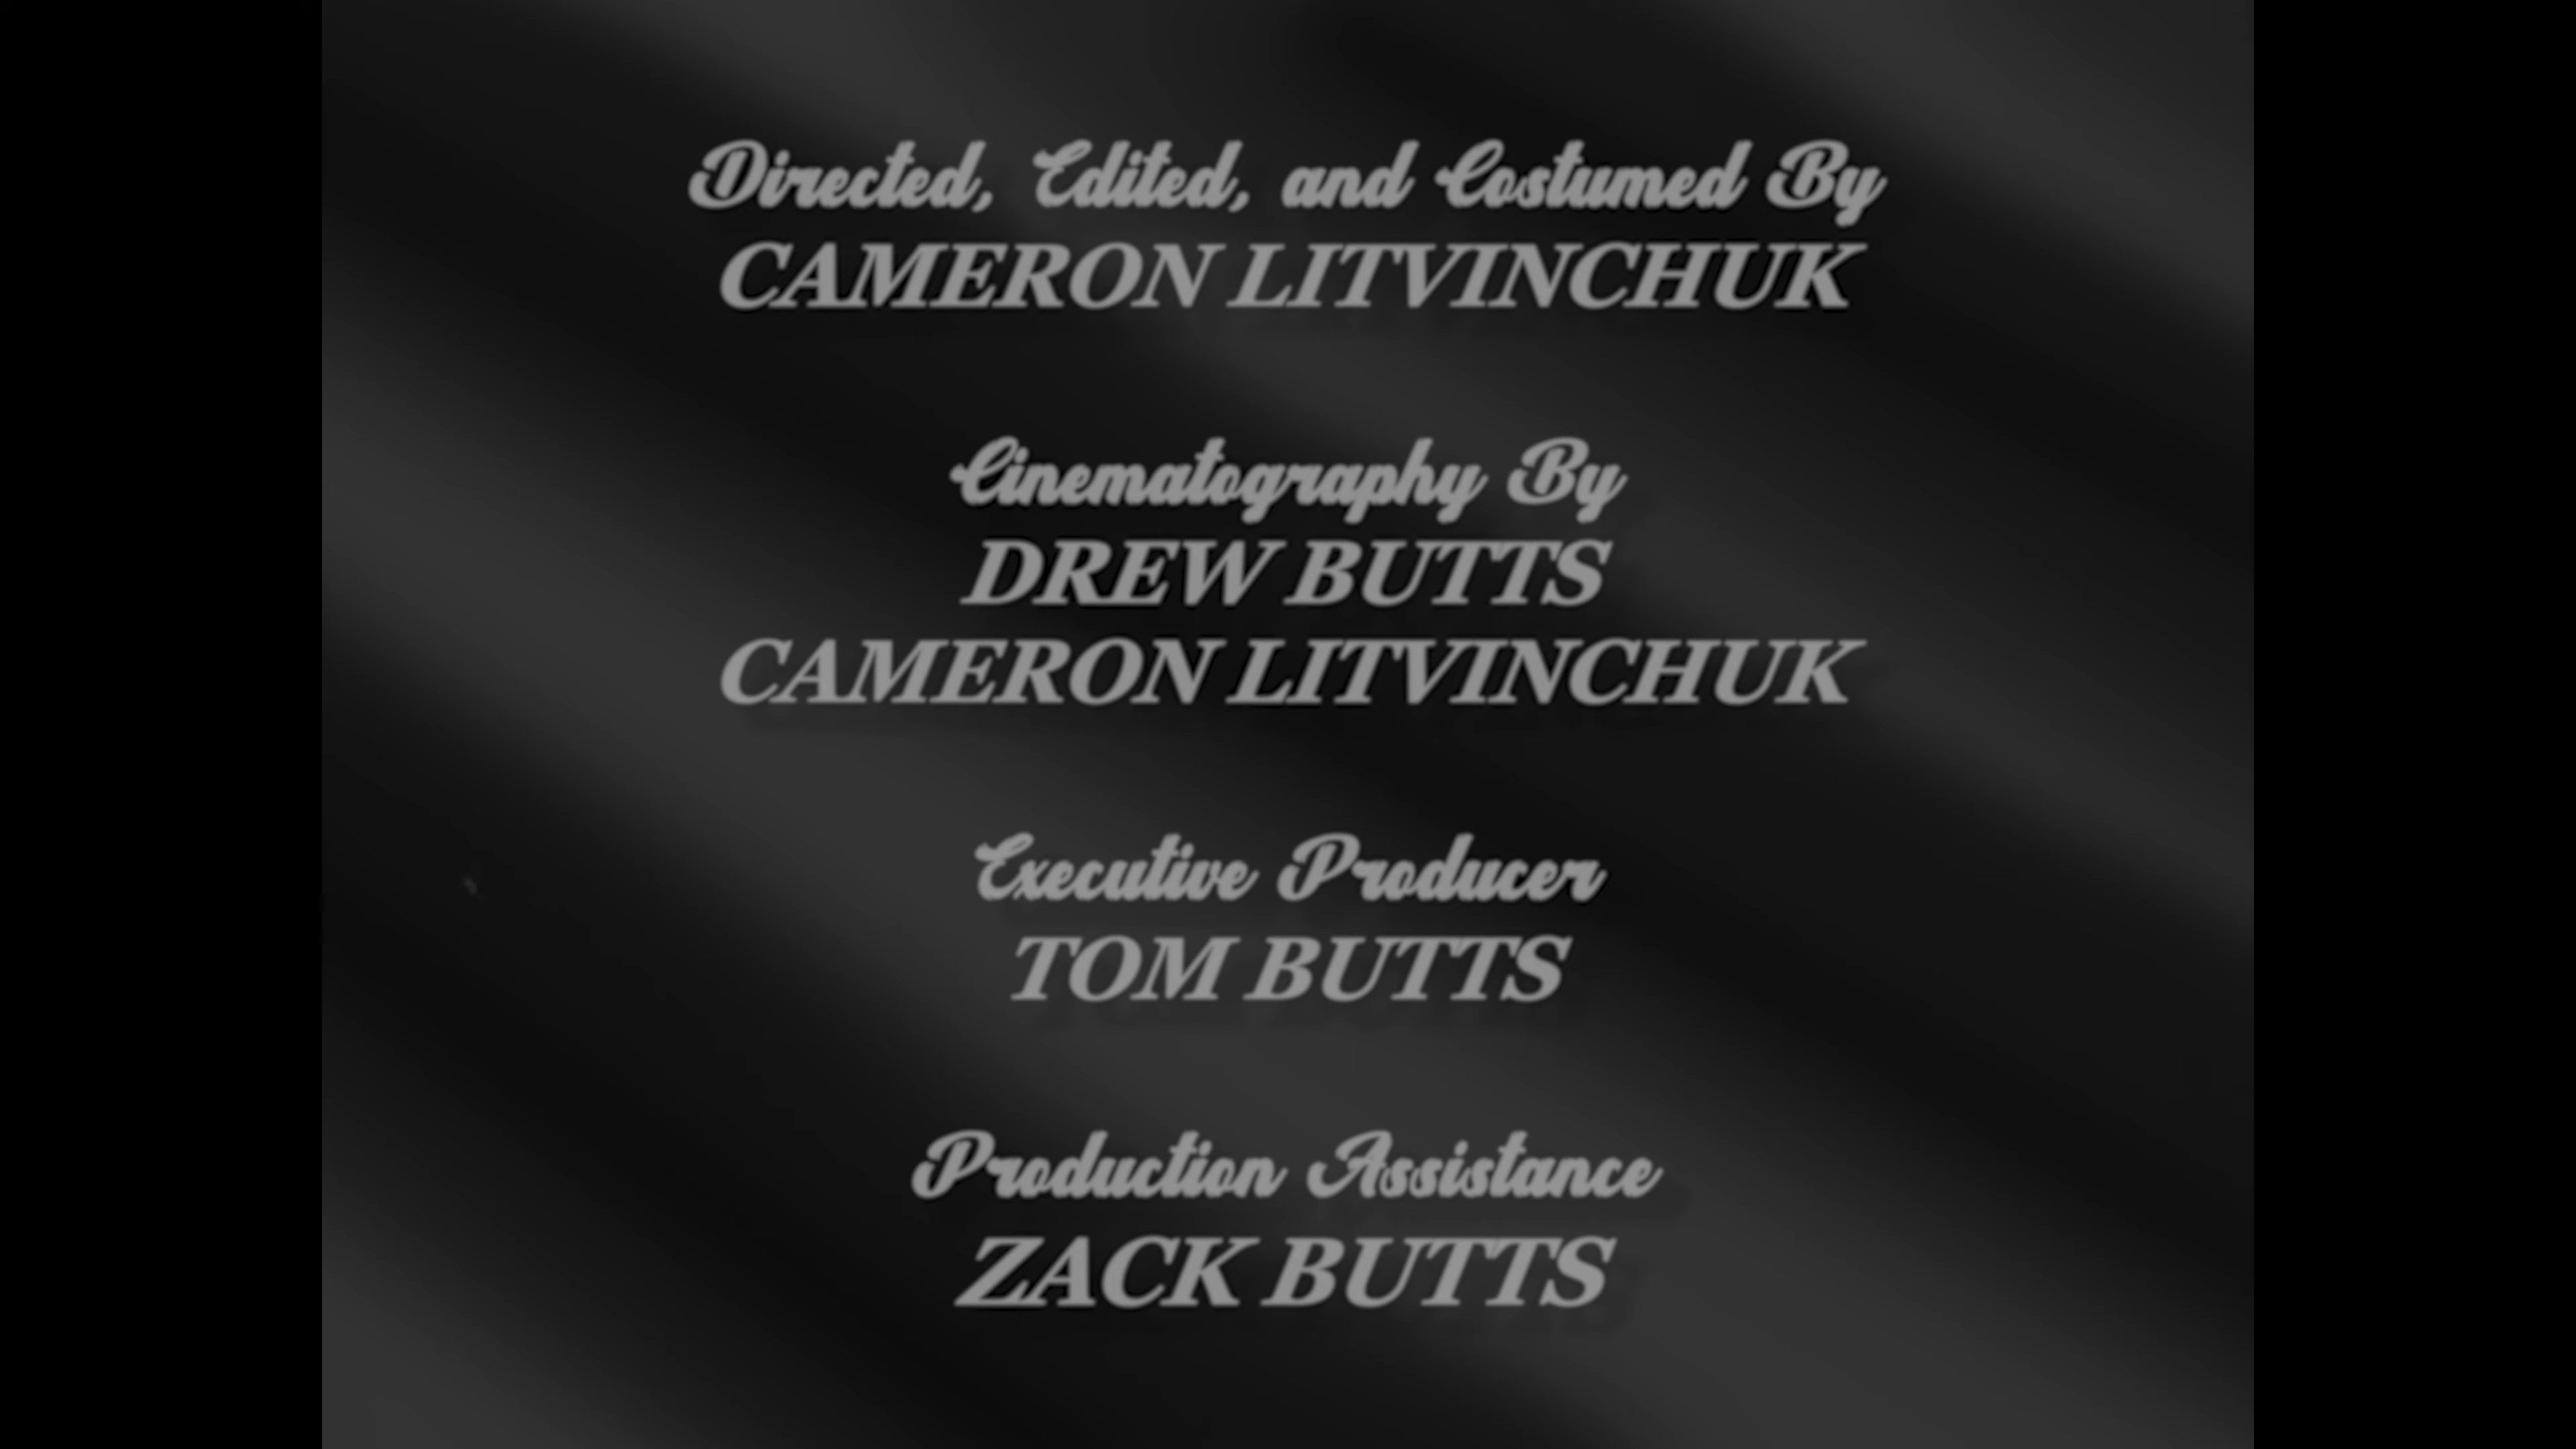 Directed, Edited, and Costumed By
CAMERON LITVINCHUK
Cinematography By
DREW BUTTS
CAMERON LITVINCHUK
Executive Producer
TOM BUTTS
Production Assistance
ZACK BUTTS